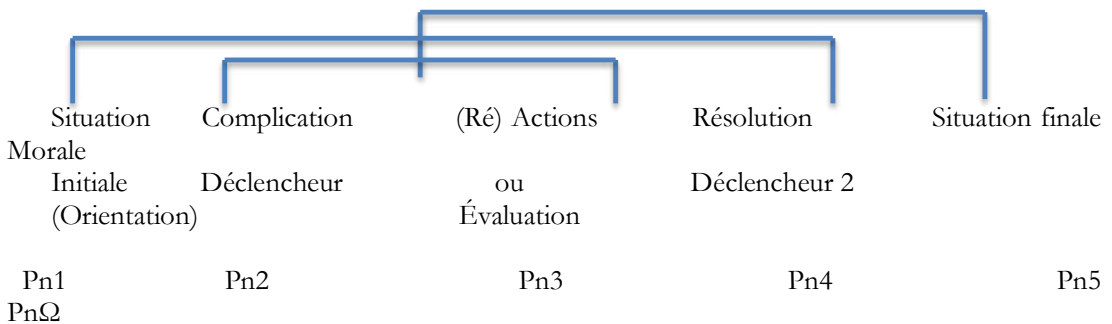 Situation Complication (Ré) Actions Résolution Situation finale
Morale
Initiale Déclencheur ou Déclencheur 2
(Orientation) Évaluation
Pn1 Pn2 Pn3 Pn4 Pn5
PnΩ